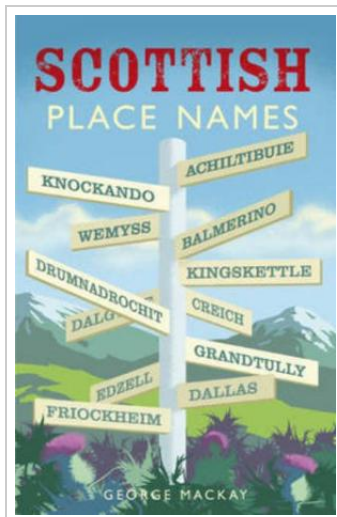 SCOTTISH
PLACE NAMES
ACHILTIBUIE
KNOCKANDO
WEMYSS
BALMERINO
DRUMNADROCHIT
KINGSKETTLE
CREICH
GRANDTULLY
EDZELL
DALLAS
FRIOCKHEIM
GEORGE MACKAY